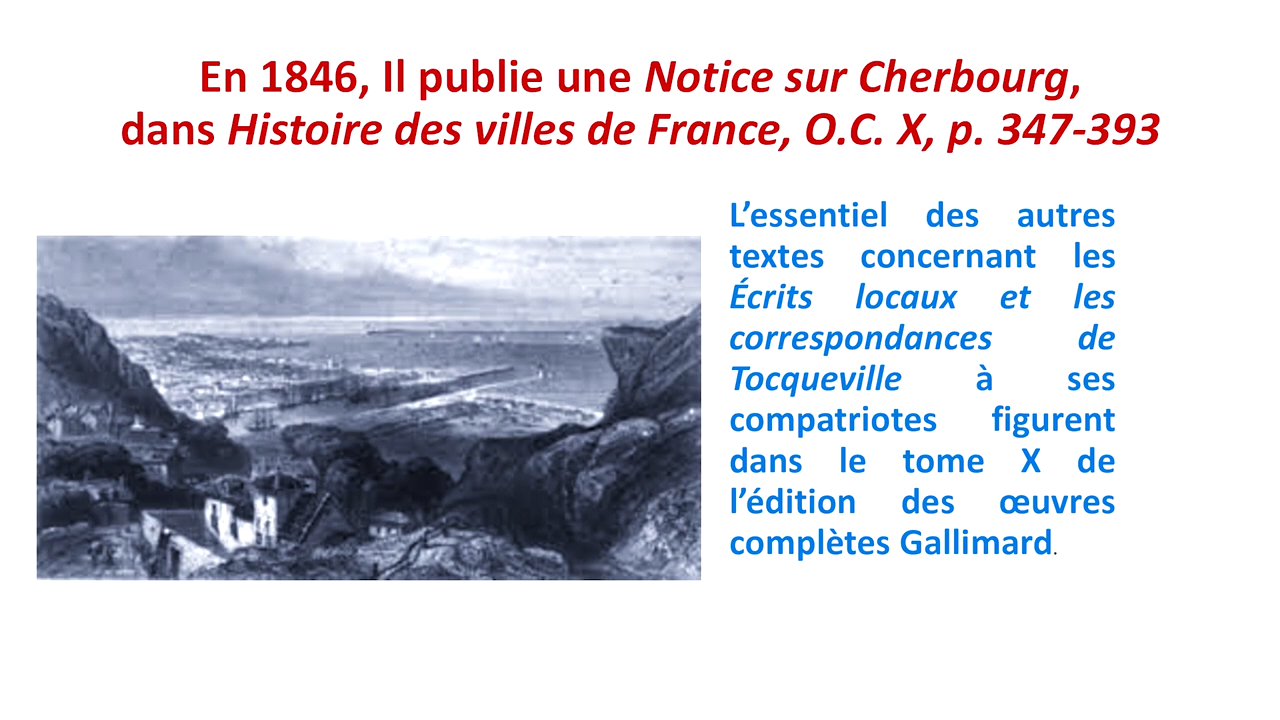 En 1846, Il publie une Notice sur Cherbourg,
dans Histoire des villes de France, O.C. X, p. 347-393
L’essentiel des autres
textes concernant les
Écrits locaux et les
correspondances de
Tocqueville à ses
compatriotes figurent
dans le tome X de
l’édition des œuvres
complètes Gallimard.